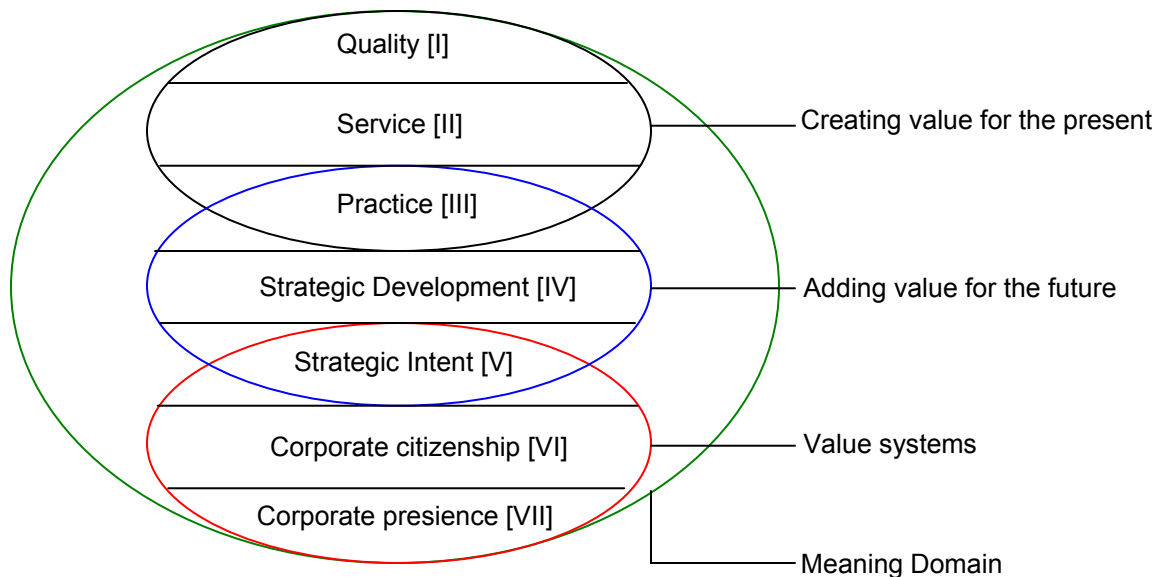 Quality [I]
Service [II]
Creating value for the present
Practice [III]
Strategic Development [IV]
Adding value for the future
Strategic Intent [V]
Corporate citizenship [VI]
Value systems
Corporate presience [VII]
Meaning Domain